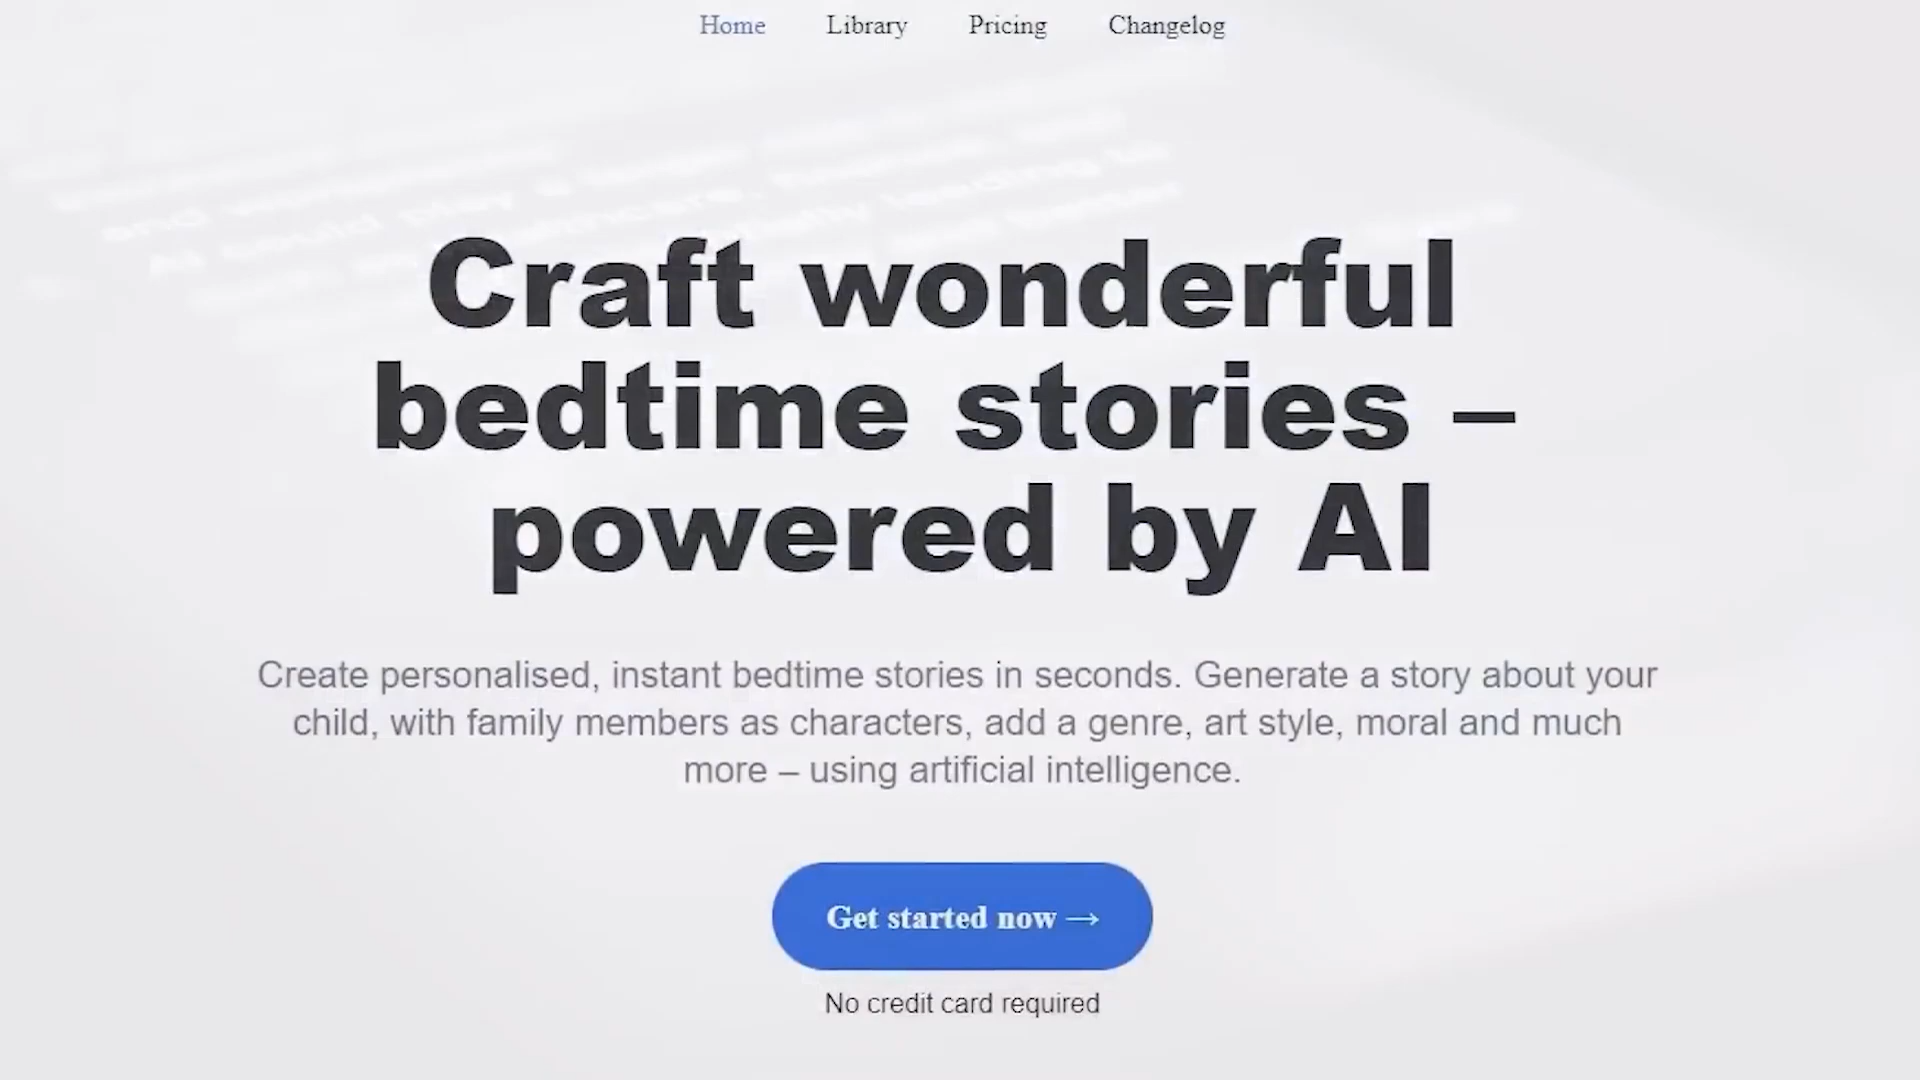 Home Library Pricing Changelog
Craft wonderful
bedtime stories –
powered by AI
Create personalised, instant bedtime stories in seconds. Generate a story about your
child, with family members as characters, add a genre, art style, moral and much
more – using artificial intelligence.
Get started now →
No credit card required